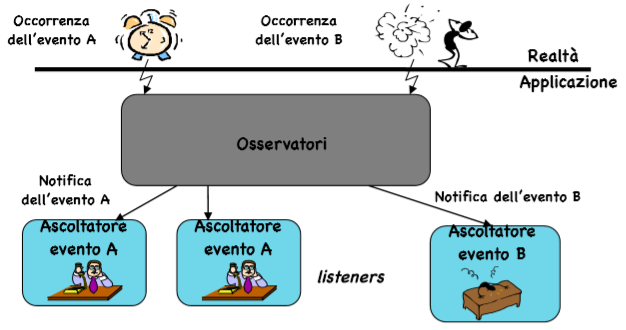 Occorrenza
dell'evento A
Occorrenza
dell'evento B
Realtà
Applicazione
Osservatori
Notifica
dell'evento A
Notifica dell'evento B
Ascoltatore
evento A
Ascoltatore
evento A
Ascoltatore
evento B
listeners